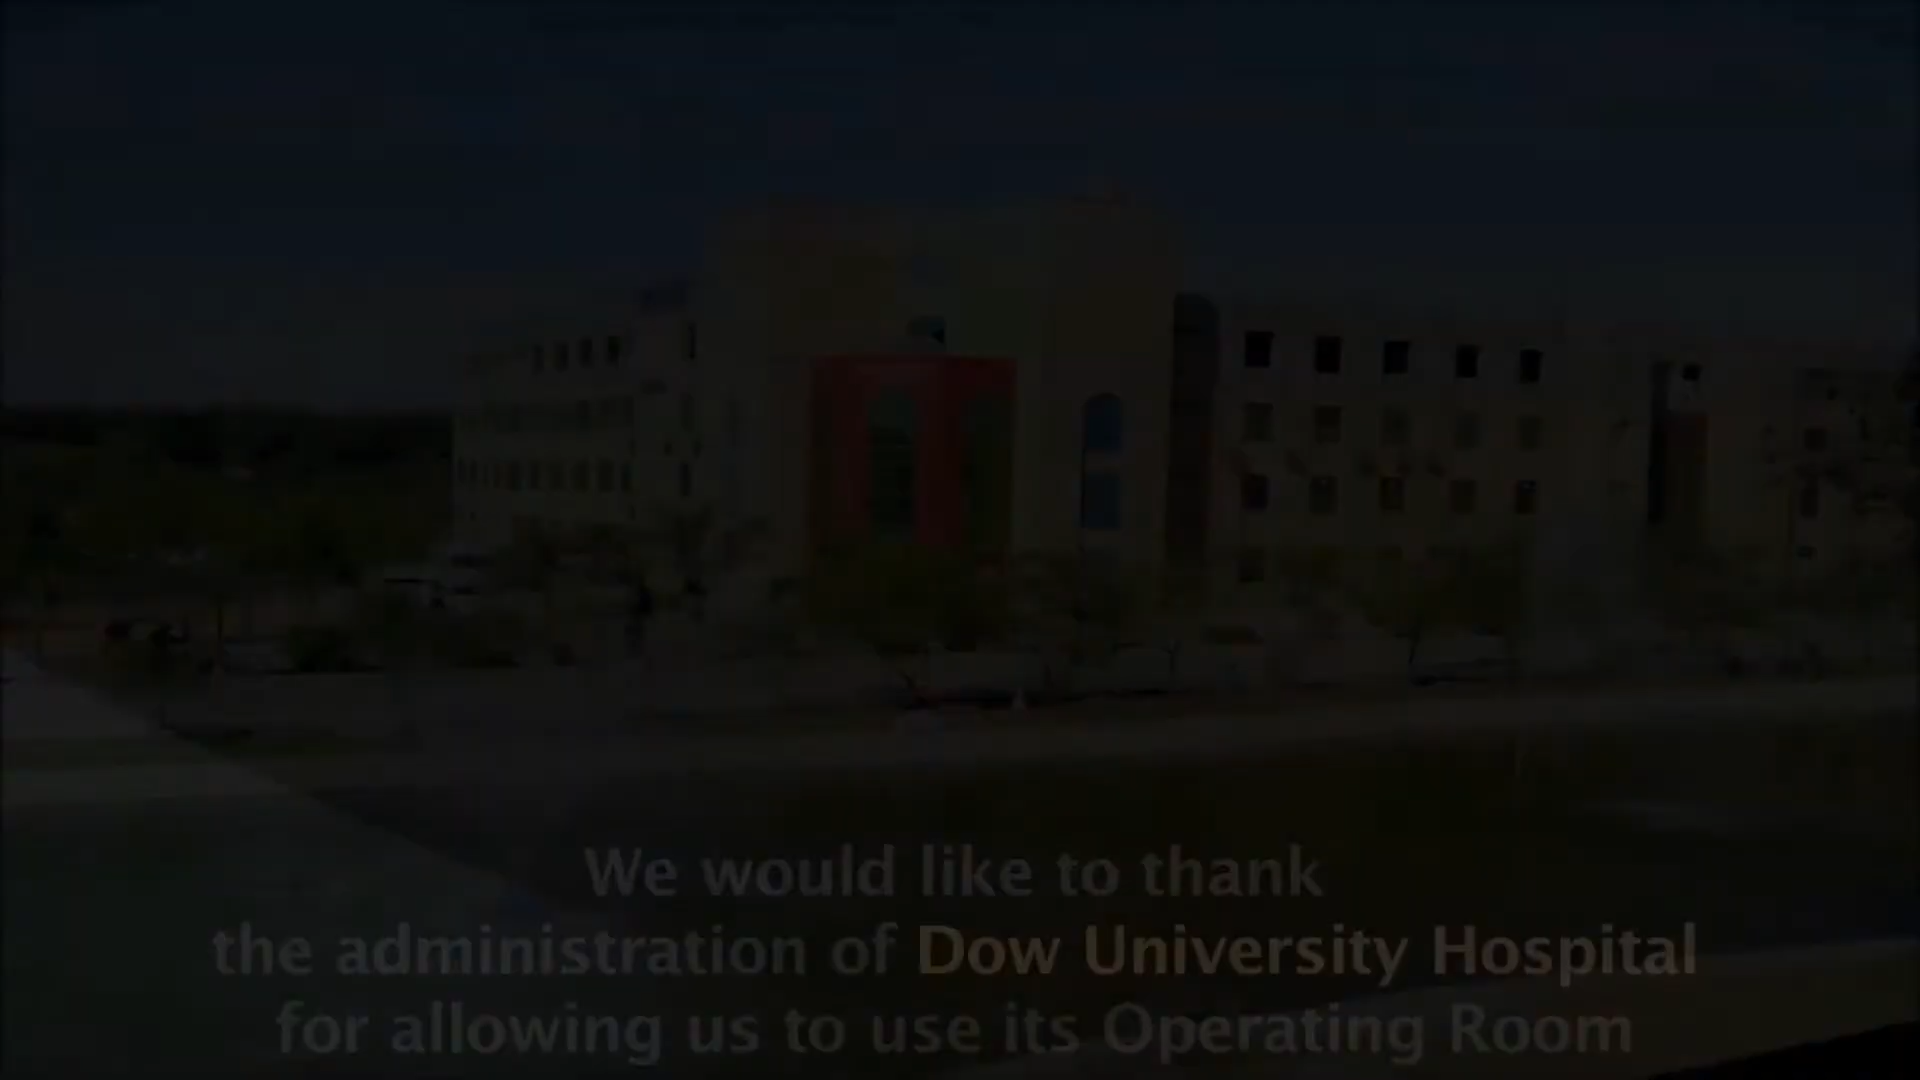 We would like to thank
the administration of Dow University Hospital
for allowing us to use its Operating Room